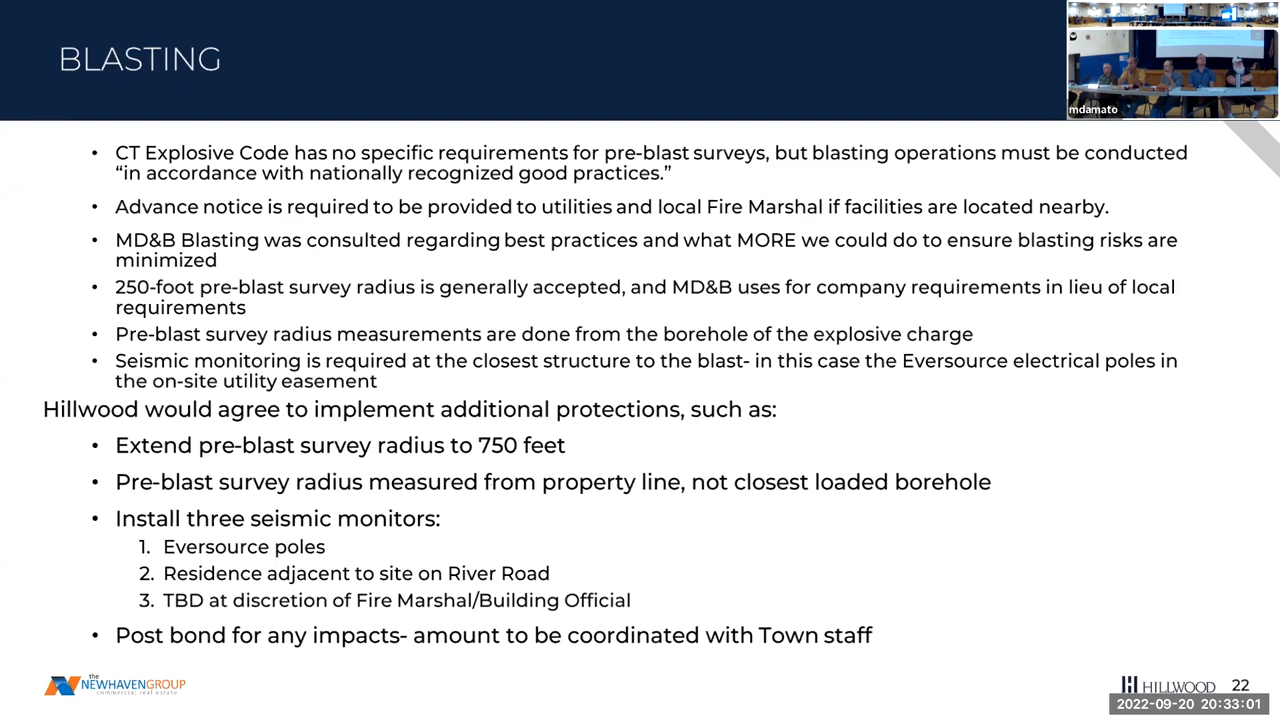 BLASTING
mdamato
• CT Explosive Code has no specific requirements for pre-blast surveys, but blasting operations must be conducted
“in accordance with nationally recognized good practices.”
• Advance notice is required to be provided to utilities and local Fire Marshal if facilities are located nearby.
• MD&B Blasting was consulted regarding best practices and what MORE we could do to ensure blasting risks are
minimized
• 250-foot pre-blast survey radius is generally accepted, and MD&B uses for company requirements in lieu of local
requirements
• Pre-blast survey radius measurements are done from the borehole of the explosive charge
• Seismic monitoring is required at the closest structure to the blast- in this case the Eversource electrical poles in
the on-site utility easement
Hillwood would agree to implement additional protections, such as:
• Extend pre-blast survey radius to 750 feet
• Pre-blast survey radius measured from property line, not closest loaded borehole
• Install three seismic monitors:
1. Eversource poles
2. Residence adjacent to site on River Road
3. TBD at discretion of Fire Marshal/Building Official
• Post bond for any impacts- amount to be coordinated with Town staff
the
NEWHAVENGROUP
commercial real estate
HILLWOOD 22
2022-09-20 20:33:01